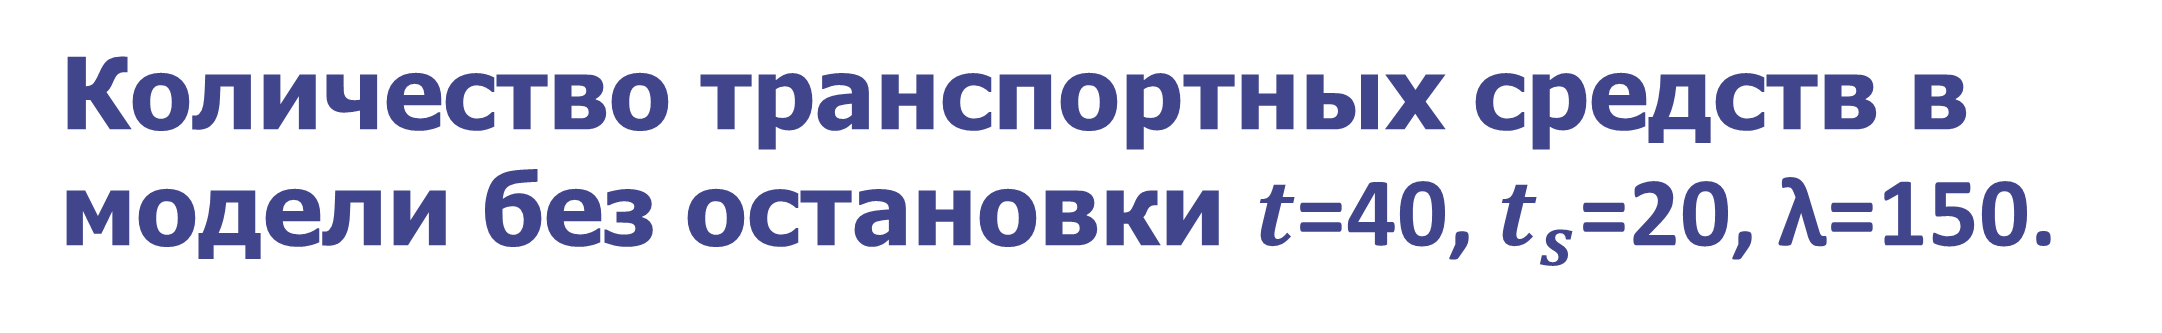 Количество транспортных средств в
модели без остановки t=40, tₛ=20, λ=150.